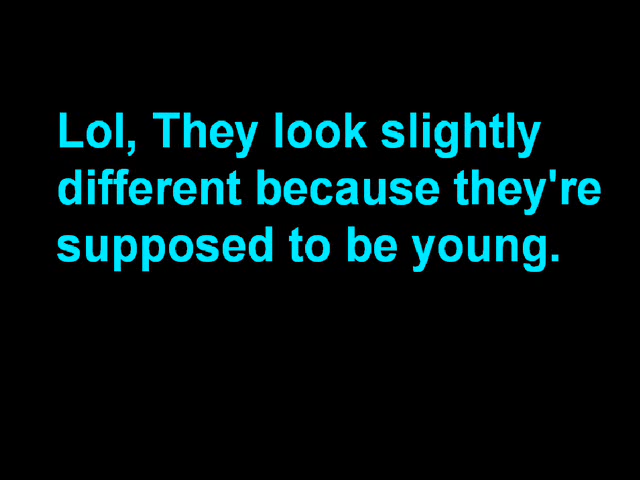 Lol, They look slightly
different because they're
supposed to be young.